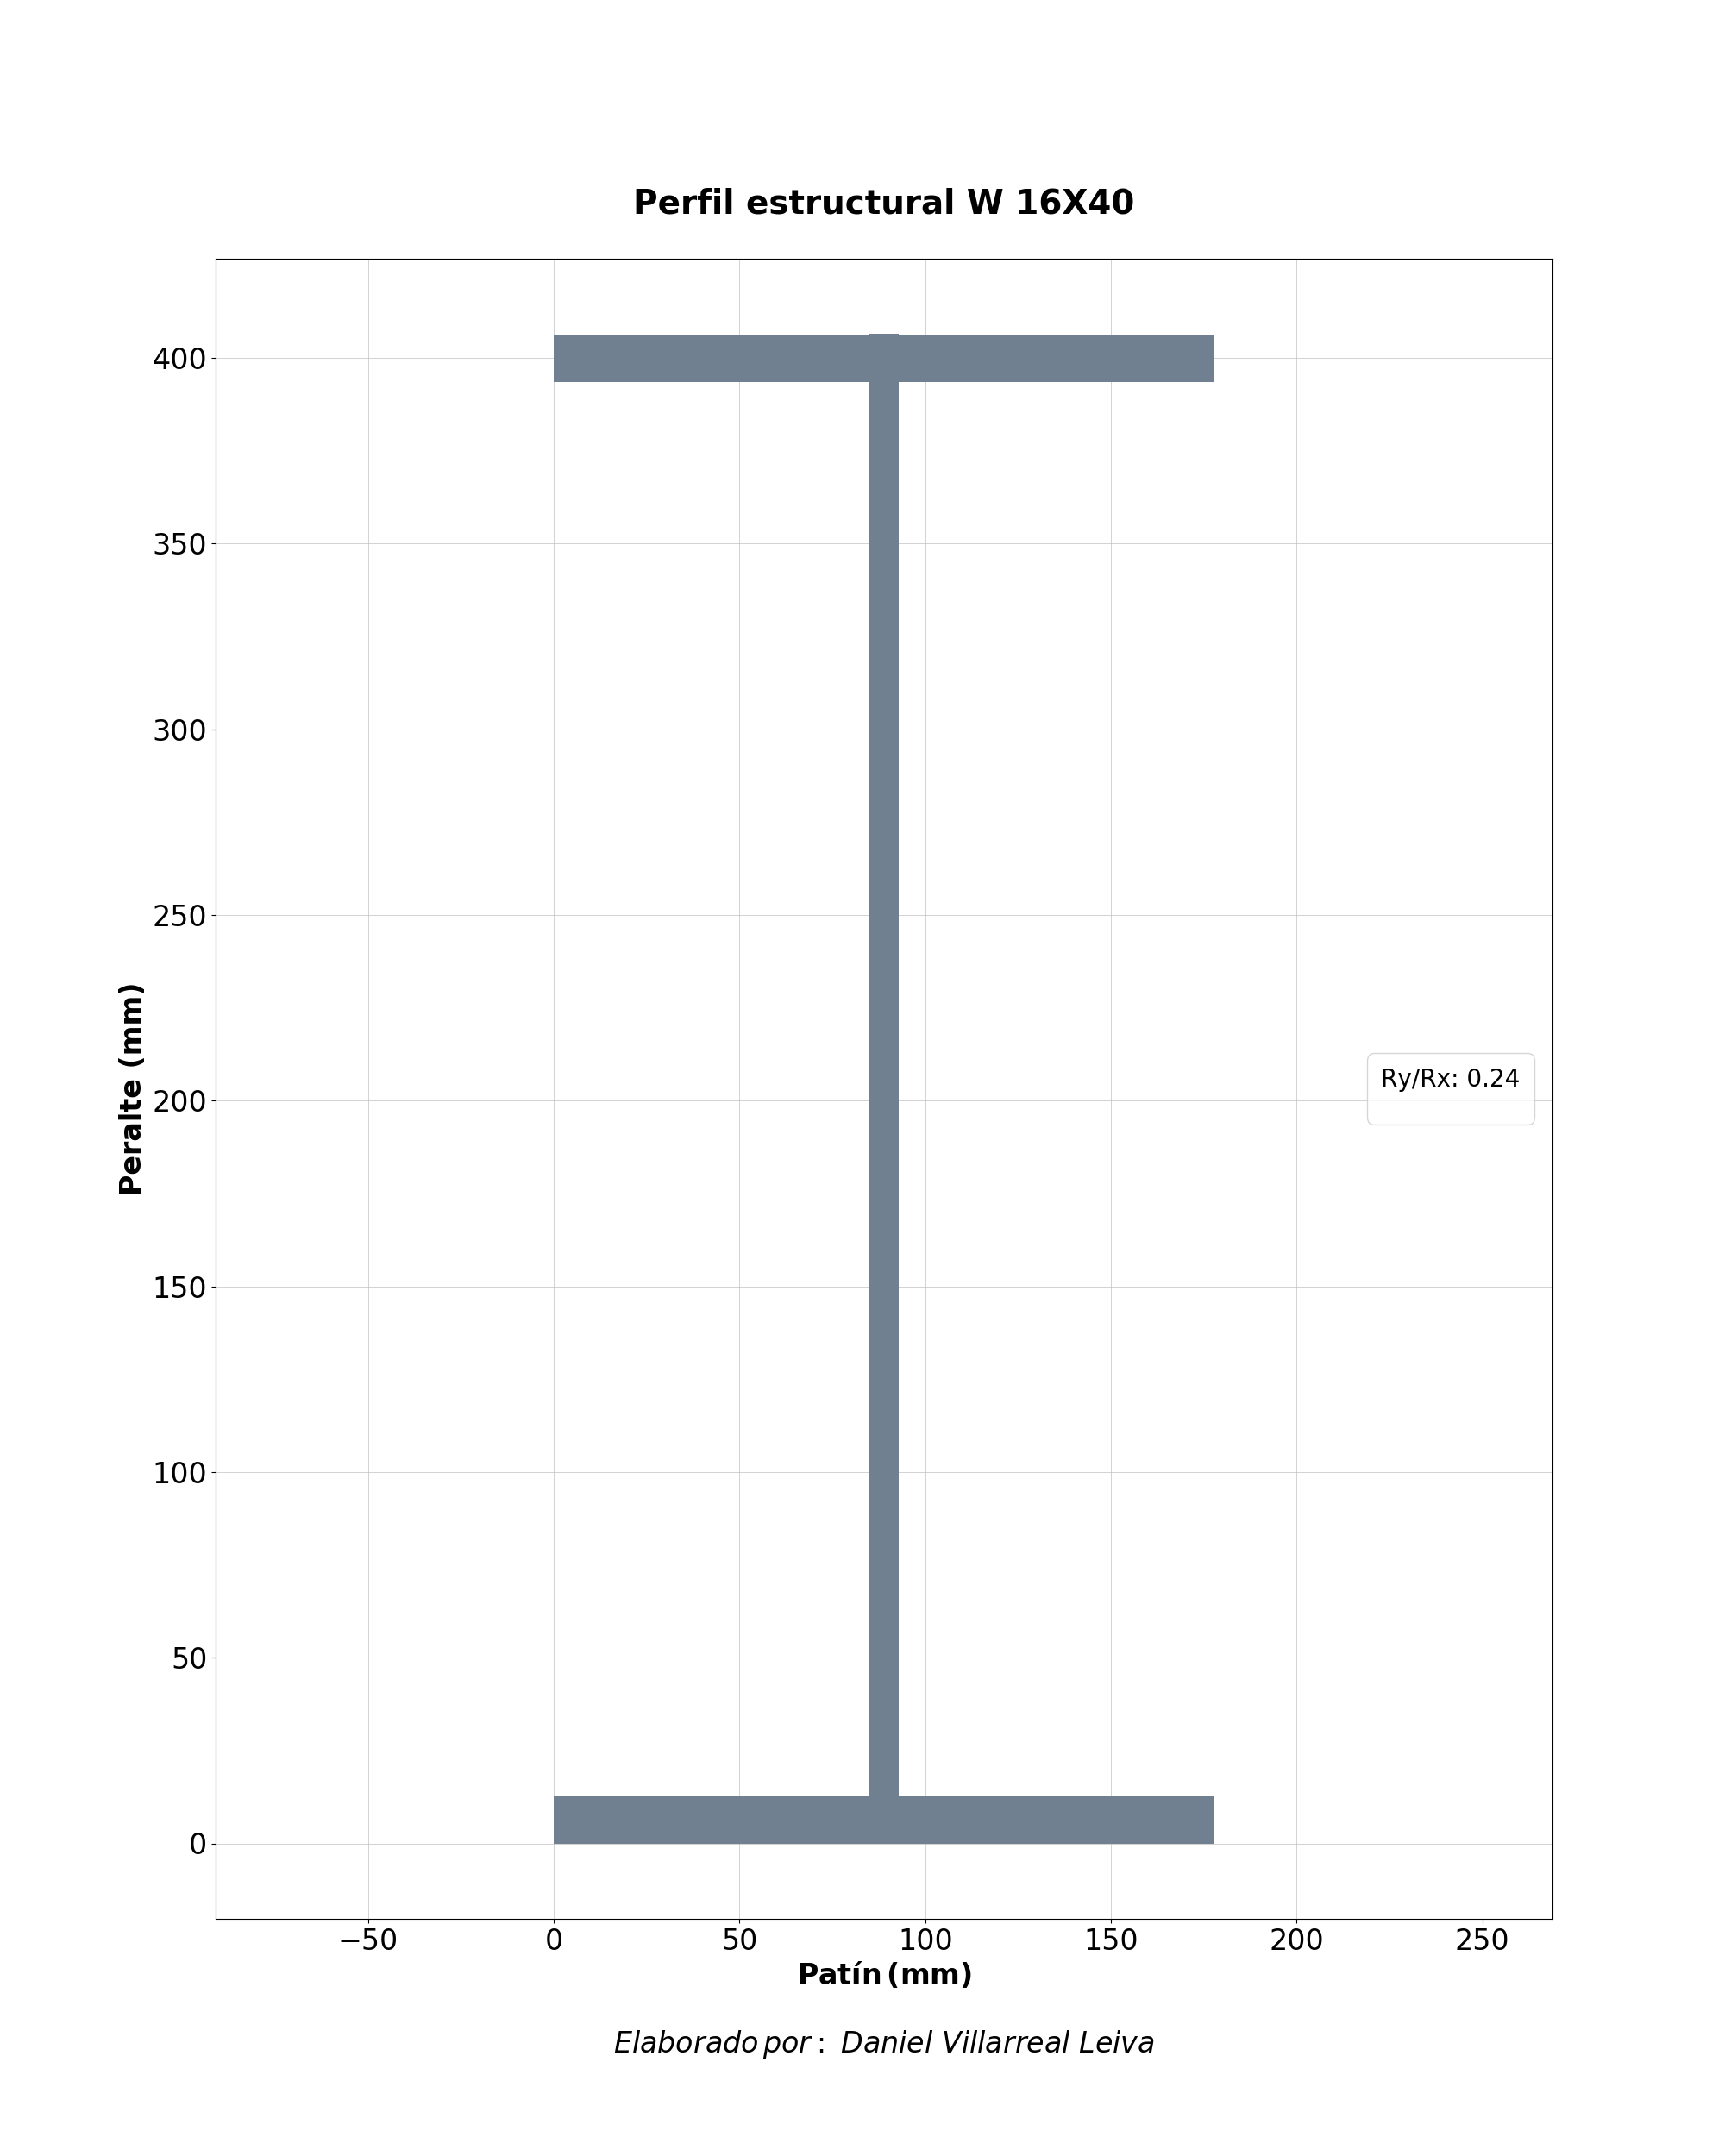 Perfil estructural W 16X40
400
350
300
250
200
150
100
50
0
Peralte (mm)
Ry/Rx: 0.24
−50 0 50 100 150 200 250
Patín (mm)
Elaborado por: Daniel Villarreal Leiva